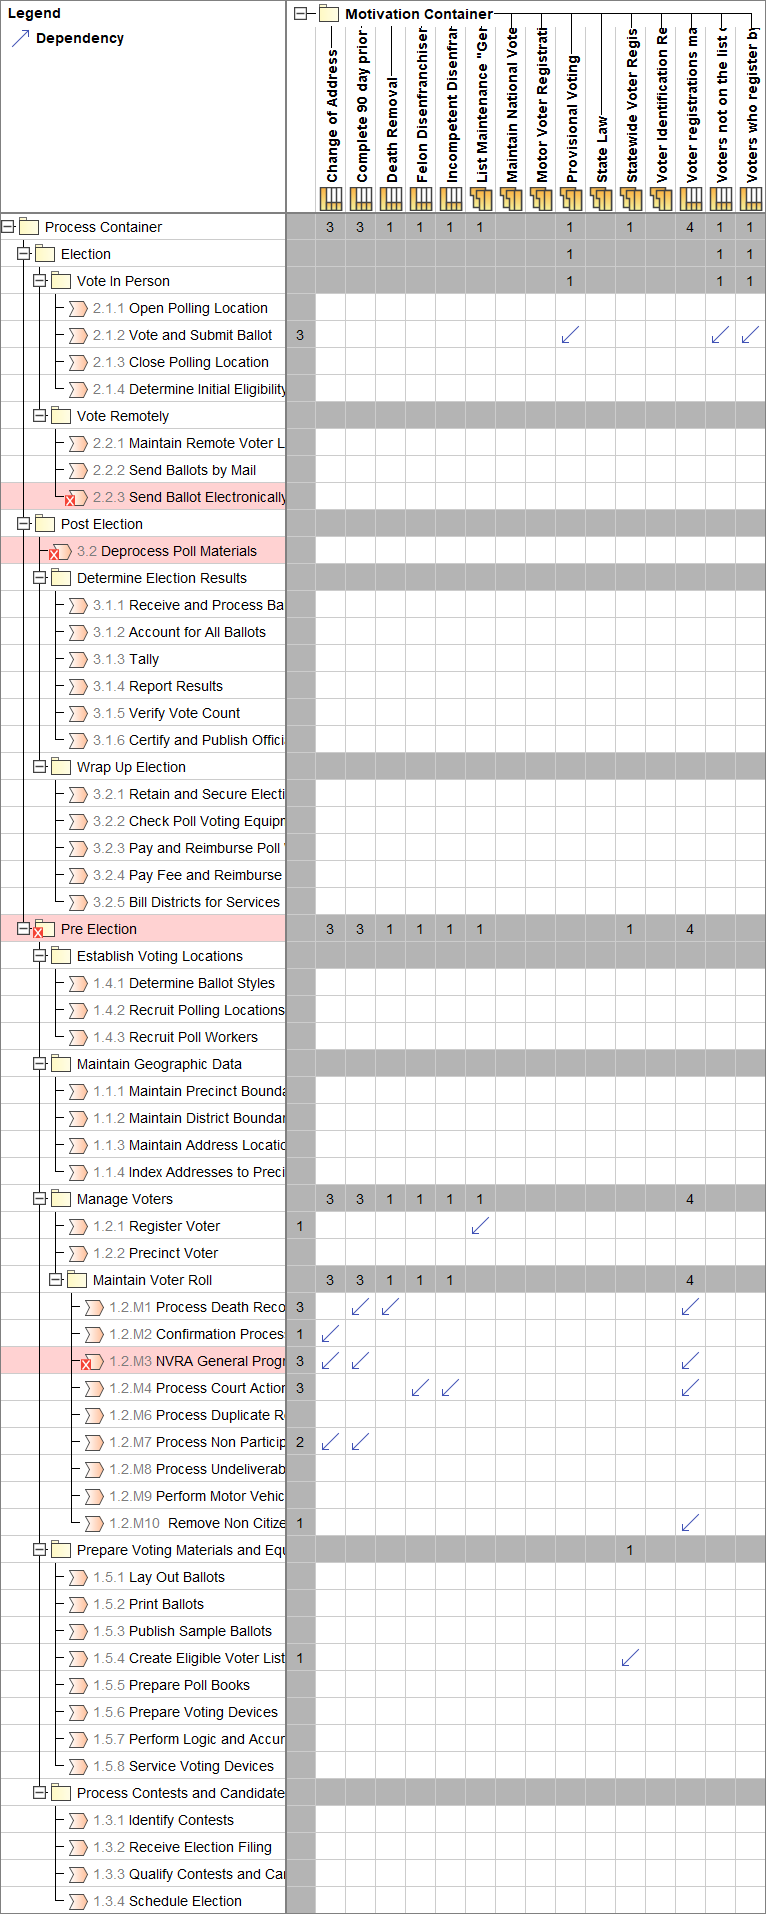 Legend
Dependency
Motivation Container
Change of Address
Complete 90 day prior
Death Removal
Felon Disenfranchiser
Incompetent Disenfrar
List Maintenance "Ger
Maintain National Vote
Motor Voter Registrati
Provisional Voting
State Law
Statewide Voter Regis
Voter Identification Re
Voter registrations ma
Voters not on the list
Voters who register by
Process Container 3 3 1 1 1 1 1 1 4 1 1
Election 1 1 1
Vote In Person 1 1 1
2.1.1 Open Polling Location
2.1.2 Vote and Submit Ballot 3
2.1.3 Close Polling Location
2.1.4 Determine Initial Eligibility
Vote Remotely
2.2.1 Maintain Remote Voter L
2.2.2 Send Ballots by Mail
2.2.3 Send Ballot Electronically
Post Election
3.2 Deprocess Poll Materials
Determine Election Results
3.1.1 Receive and Process Ba
3.1.2 Account for All Ballots
3.1.3 Tally
3.1.4 Report Results
3.1.5 Verify Vote Count
3.1.6 Certify and Publish Offici
Wrap Up Election
3.2.1 Retain and Secure Electi
3.2.2 Check Poll Voting Equipr
3.2.3 Pay and Reimburse Poll
3.2.4 Pay Fee and Reimburse
3.2.5 Bill Districts for Services
Pre Election 3 3 1 1 1 1 1 4
Establish Voting Locations
1.4.1 Determine Ballot Styles
1.4.2 Recruit Polling Locations
1.4.3 Recruit Poll Workers
Maintain Geographic Data
1.1.1 Maintain Precinct Bounda
1.1.2 Maintain District Boundar
1.1.3 Maintain Address Locatic
1.1.4 Index Addresses to Preci
Manage Voters 3 3 1 1 1 1 4
1.2.1 Register Voter 1
1.2.2 Precinct Voter
Maintain Voter Roll 3 3 1 1 1 4
1.2.M1 Process Death Reco 3
1.2.M2 Confirmation Proces 1
1.2.M3 NVRA General Progr 3
1.2.M4 Process Court Action 3
1.2.M6 Process Duplicate R
1.2.M7 Process Non Particip 2
1.2.M8 Process Undeliverab
1.2.M9 Perform Motor Vehic
1.2.M10 Remove Non Citize 1
Prepare Voting Materials and Equ 1
1.5.1 Lay Out Ballots
1.5.2 Print Ballots
1.5.3 Publish Sample Ballots
1.5.4 Create Eligible Voter List 1
1.5.5 Prepare Poll Books
1.5.6 Prepare Voting Devices
1.5.7 Perform Logic and Accur
1.5.8 Service Voting Devices
Process Contests and Candidate
1.3.1 Identify Contests
1.3.2 Receive Election Filing
1.3.3 Qualify Contests and Ca
1.3.4 Schedule Election